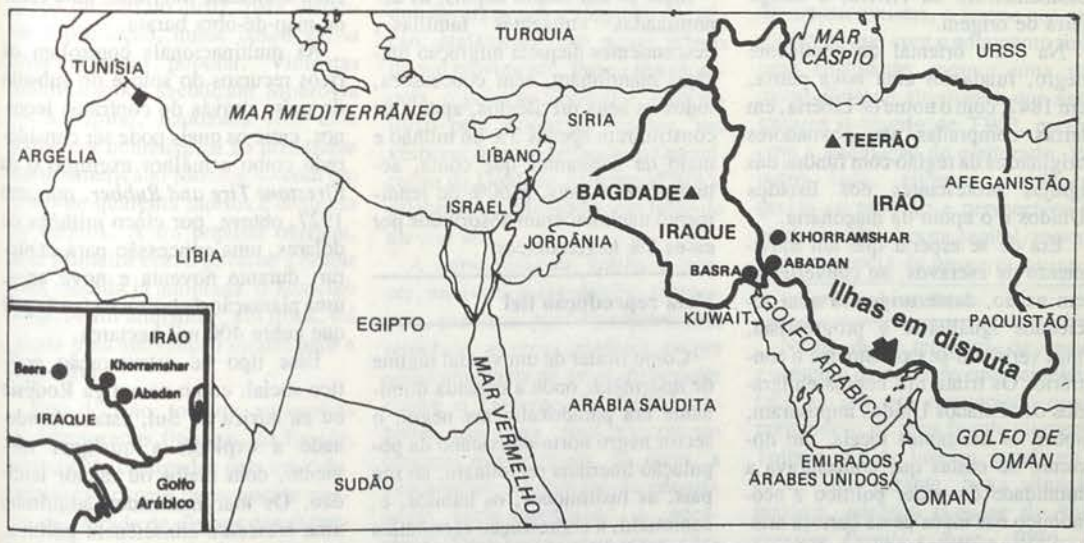 TURQUIA
MAR
CÁSPIO
URSS
TUNÍSIA
MAR MEDITERRÂNEO
SÍRIA
LÍBANO
TEERÃO
ARGÉLIA
BAGDADE
AFEGANISTÃO
IRÃO
ISRAEL
IRAQUE
KHORRAMSHAR
JORDÂNIA
ABADAN
BASRA
LÍBIA
KUWAIT
Ilhas em disputa
PAQUISTÃO
EGIPTO
GOLFO ARÁBICO
MAR VERMELHO
ARÁBIA SAUDITA
GOLFO DE
OMAN
EMIRADOS
ÁRABES UNIDOS
OMAN
SUDÃO
IRÃO
Basra
Khorramshar
Abadan
IRAQUE
Golfo
Arábico